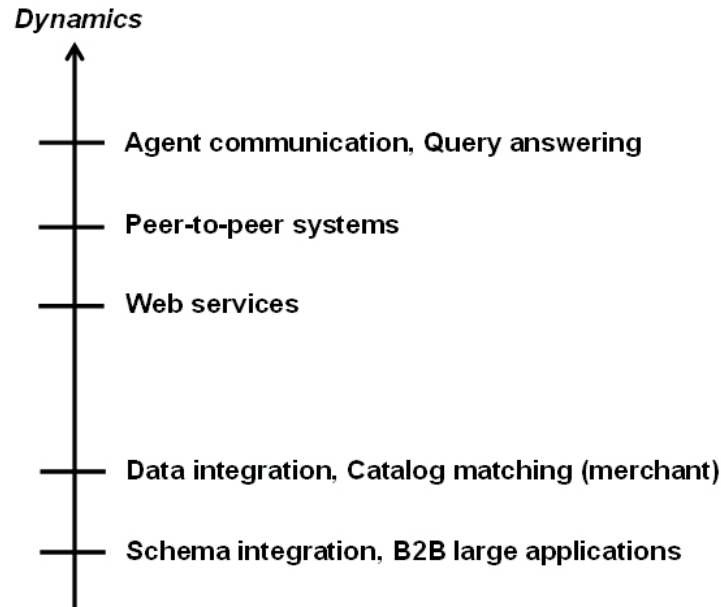 Dynamics
Agent communication, Query answering
Peer-to-peer systems
Web services
Data integration, Catalog matching (merchant)
Schema integration, B2B large applications